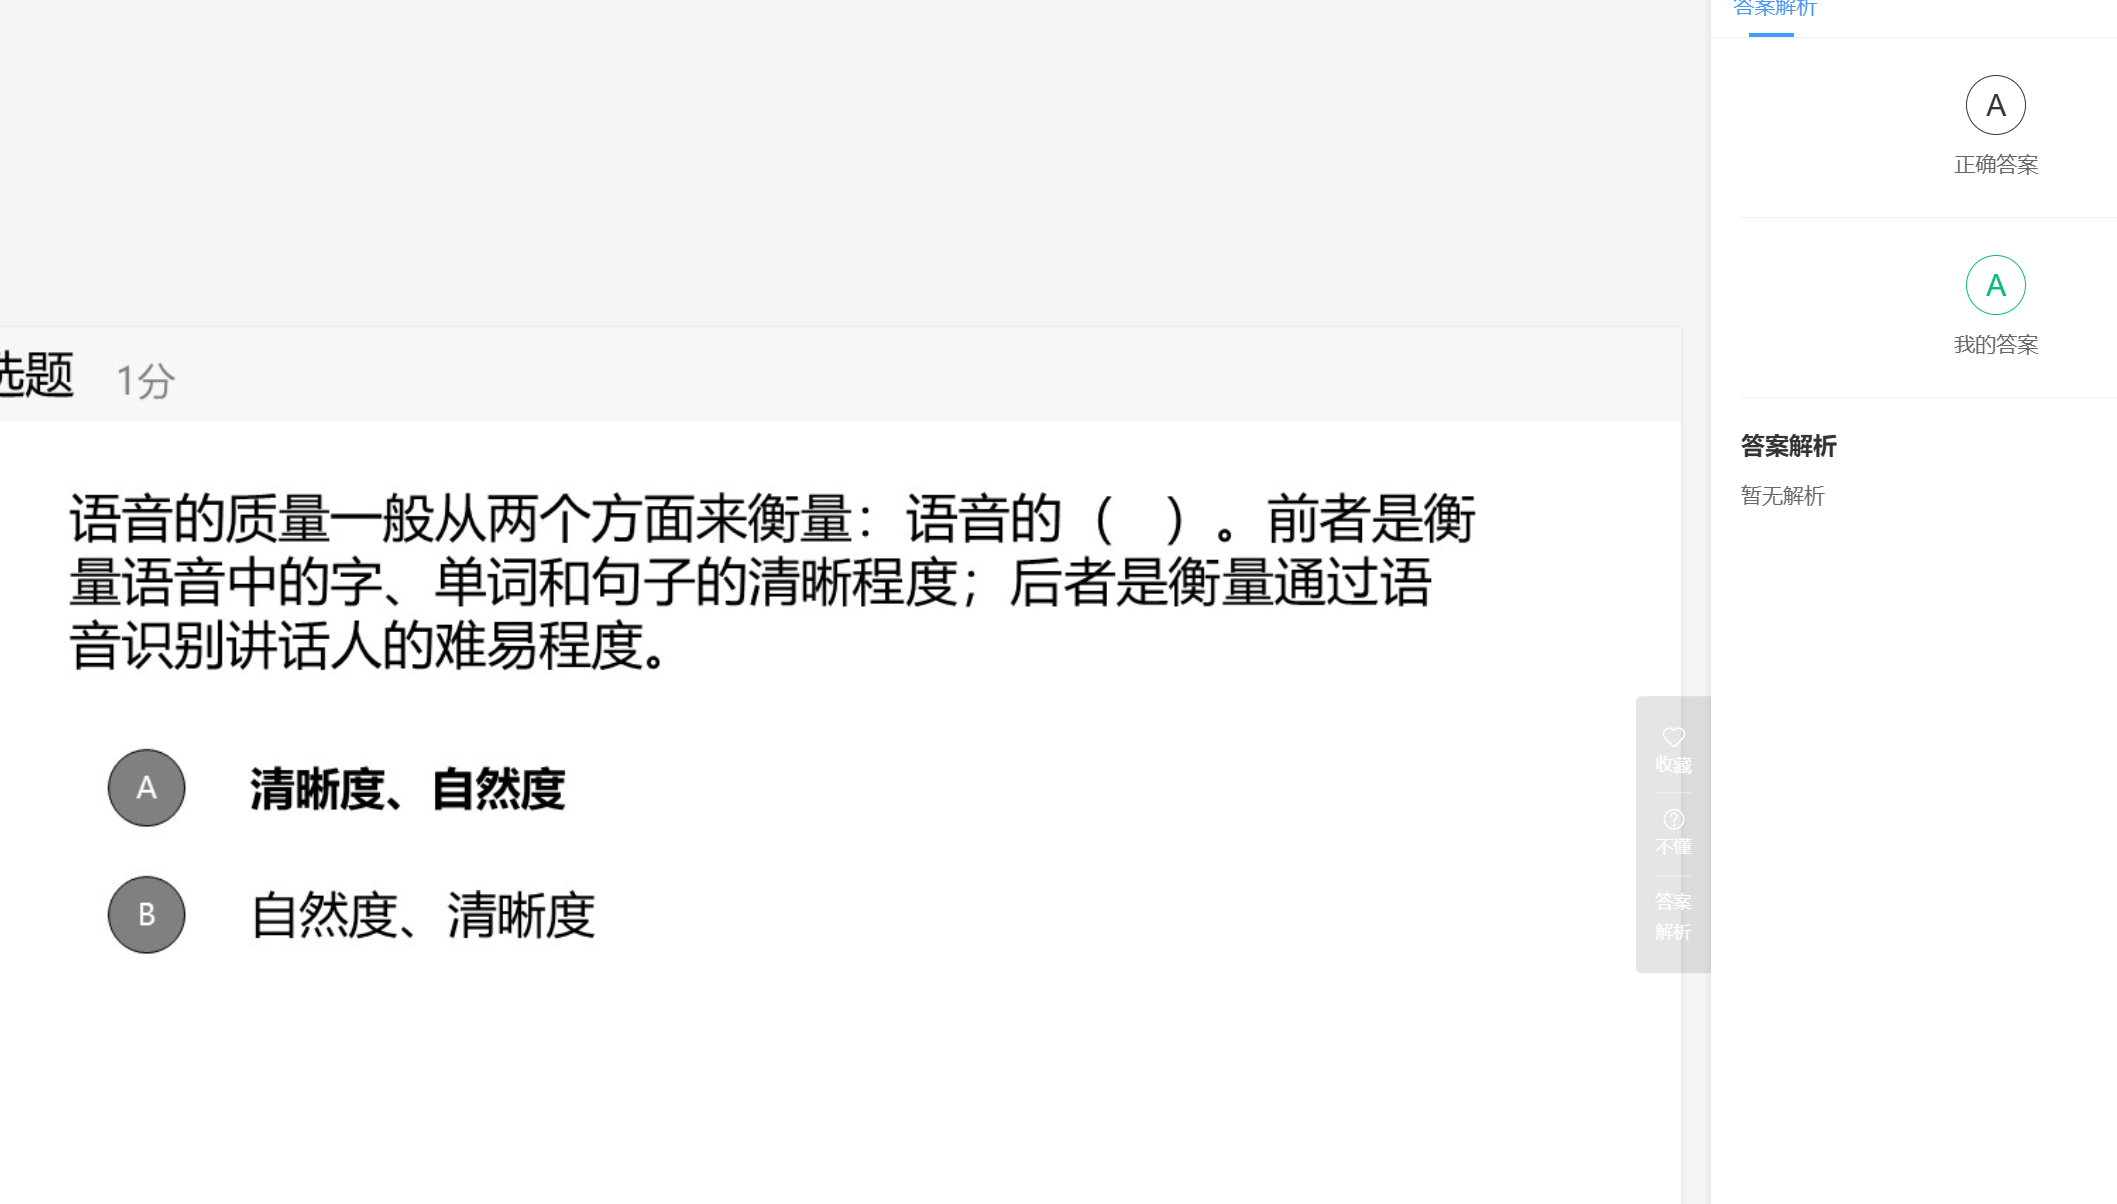 选题 1分
语音的质量一般从两个方面来衡量：语音的（ ）。前者是衡
量语音中的字、单词和句子的清晰程度；后者是衡量通过语
音识别讲话人的难易程度。
A 清晰度、自然度
B 自然度、清晰度
收藏
不懂
答案
解析
答案解析
A
正确答案
A
我的答案
答案解析
暂无解析